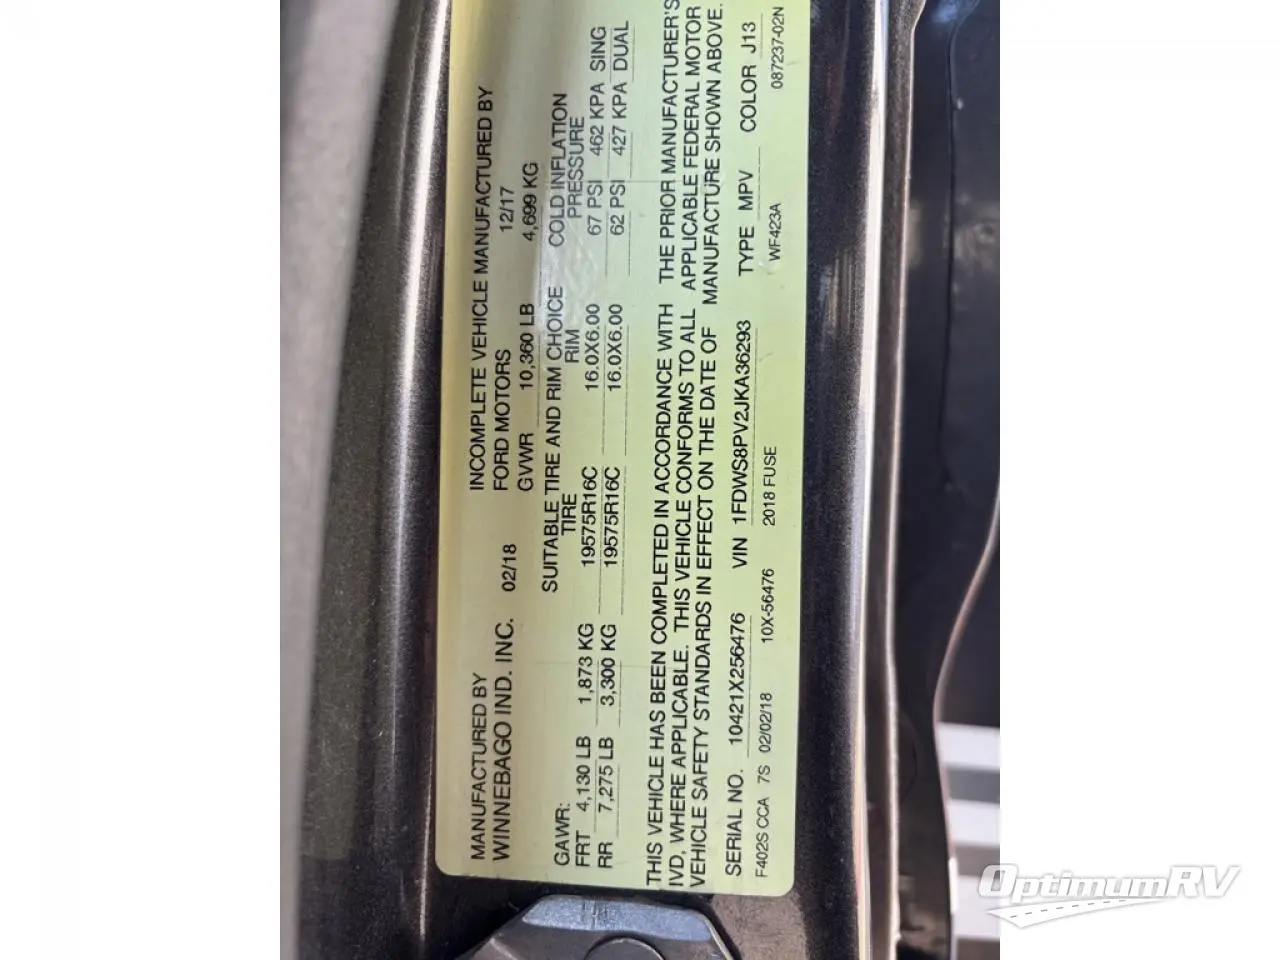 MANUFACTURED BY INCOMPLETE VEHICLE MANUFACTURED BY
WINNEBAGO IND. INC. 02/18 FORD MOTORS 12/17
GVWR 10,360 LB 4,699 KG
SUITABLE TIRE AND RIM CHOICE COLD INFLATION
GAWR: TIRE RIM PRESSURE
FRT 4,130 LB 1,873 KG 19575R16C 16.0X6.00 67 PSI 462 KPA SING
RR 7,275 LB 3,300 KG 19575R16C 16.0X6.00 62 PSI 427 KPA DUAL
THIS VEHICLE HAS BEEN COMPLETED IN ACCORDANCE WITH THE PRIOR MANUFACTURER'S
IVD, WHERE APPLICABLE. THIS VEHICLE CONFORMS TO ALL APPLICABLE FEDERAL MOTOR
VEHICLE SAFETY STANDARDS IN EFFECT ON THE DATE OF MANUFACTURE SHOWN ABOVE.
SERIAL NO. 10421X256476 VIN 1FDWS8PV2JKA36293 TYPE MPV COLOR J13
F402S CCA 7S 02/02/18 10X-56476 2018 FUSE WF423A 087237-02N
OptimumRV